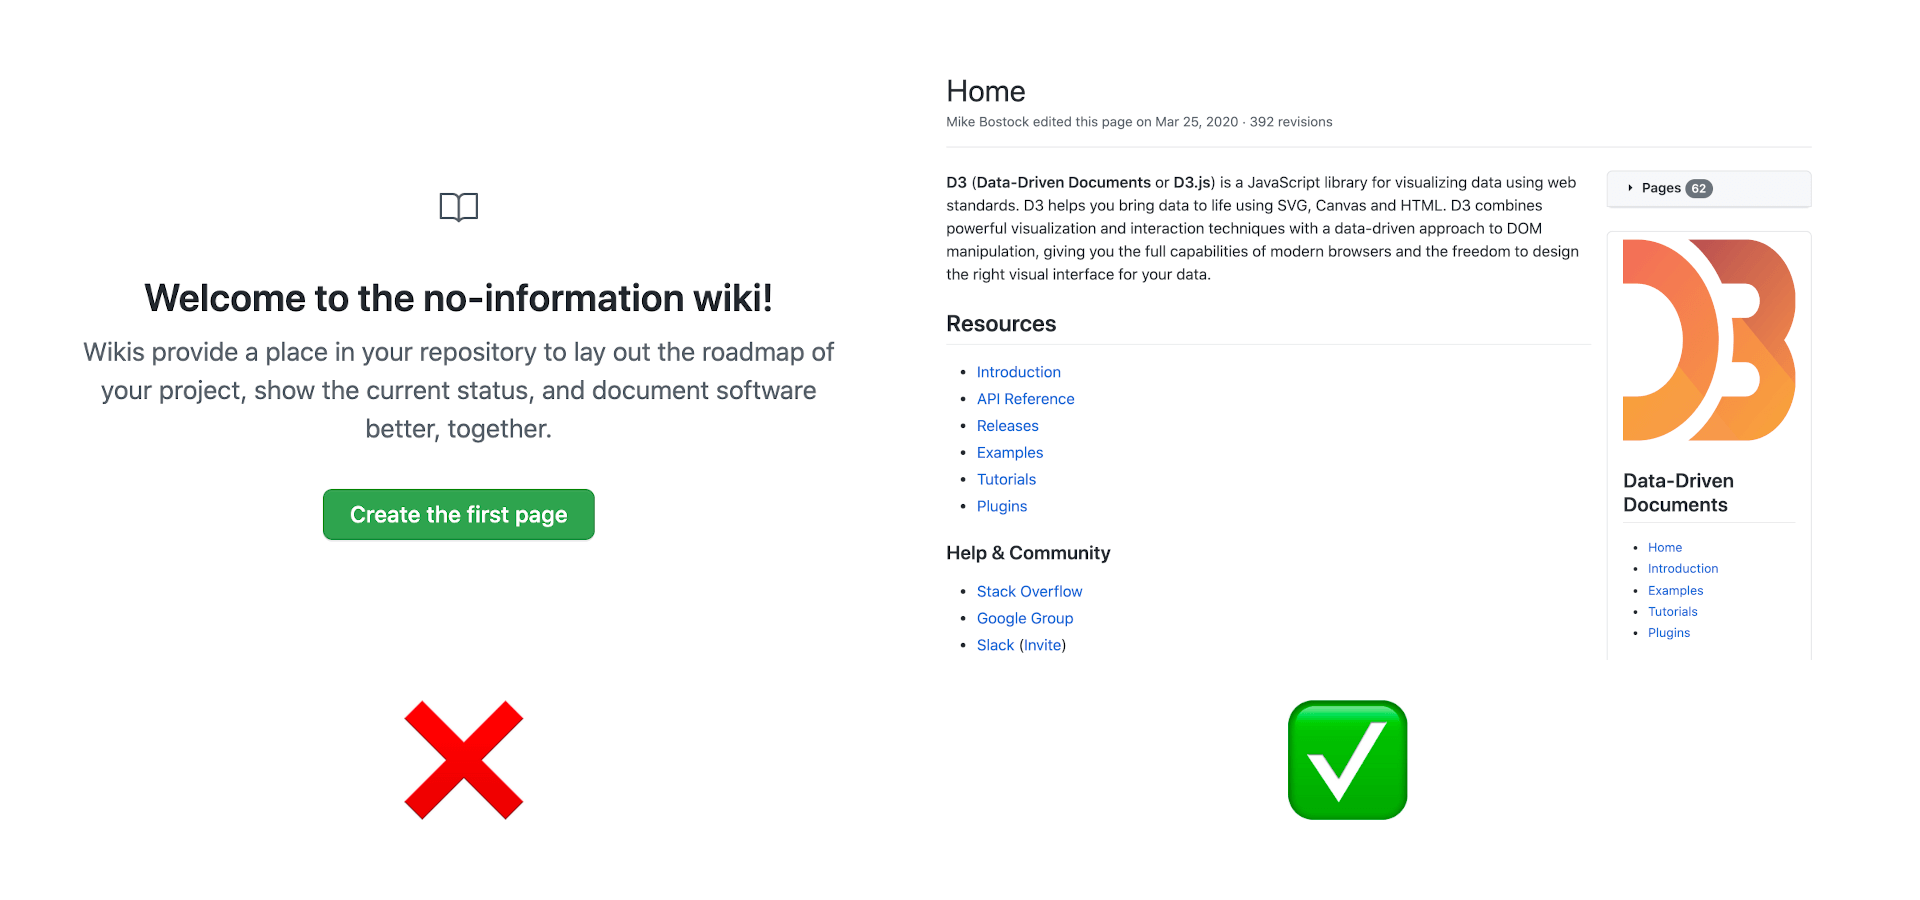 Welcome to the no-information wiki!
Wikis provide a place in your repository to lay out the roadmap of
your project, show the current status, and document software
better, together.
Create the first page
Home
Mike Bostock edited this page on Mar 25, 2020 · 392 revisions
D3 (Data-Driven Documents or D3.js) is a JavaScript library for visualizing data using web
standards. D3 helps you bring data to life using SVG, Canvas and HTML. D3 combines
powerful visualization and interaction techniques with a data-driven approach to DOM
manipulation, giving you the full capabilities of modern browsers and the freedom to design
the right visual interface for your data.
Resources
Introduction
API Reference
Releases
Examples
Tutorials
Plugins
Help & Community
Stack Overflow
Google Group
Slack (Invite)
Pages 62
D3
Data-Driven
Documents
Home
Introduction
Examples
Tutorials
Plugins